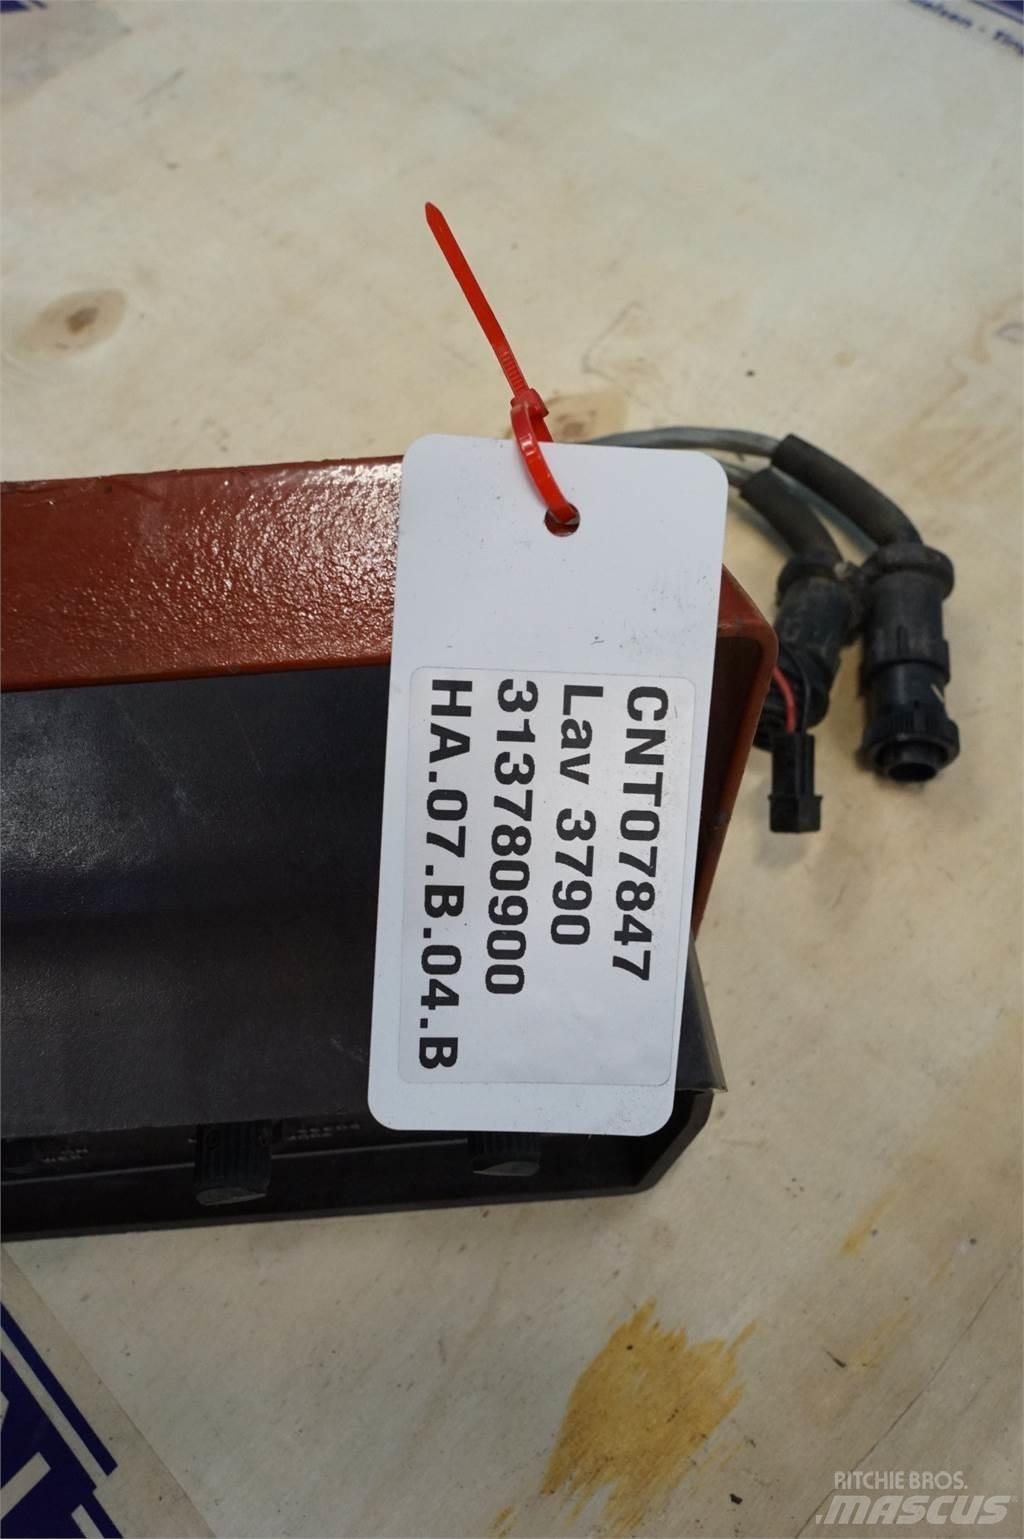 CNT07847
Lav 3790
313780900
HA.07.B.04.B
RITCHIE BROS.
MASCUS